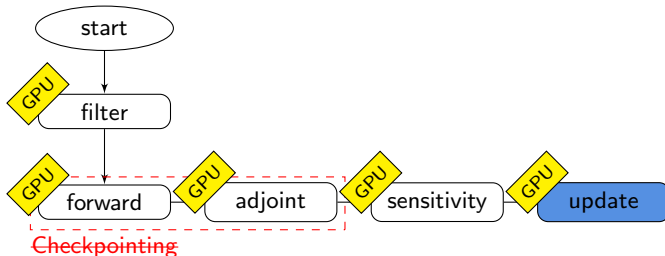 start
GPU
filter
GPU
forward
GPU
adjoint
GPU
sensitivity
GPU
update
Checkpointing